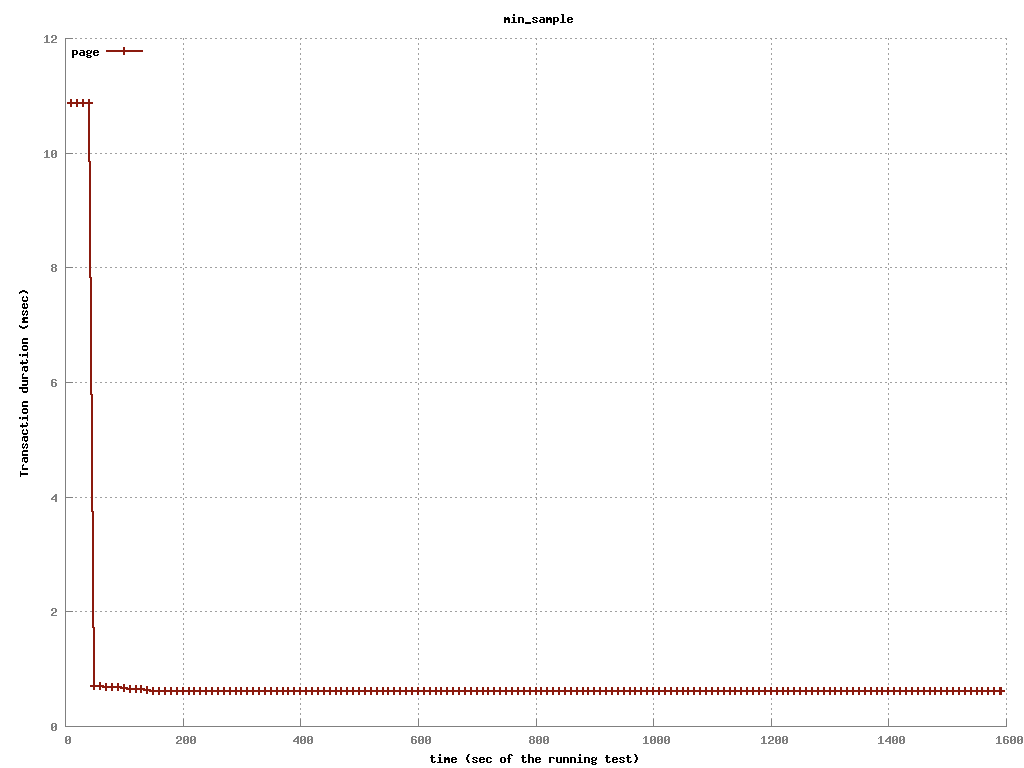 min_sample
page
12
10
8
6
4
2
0
Transaction duration (msec)
0 200 400 600 800 1000 1200 1400 1600
time (sec of the running test)